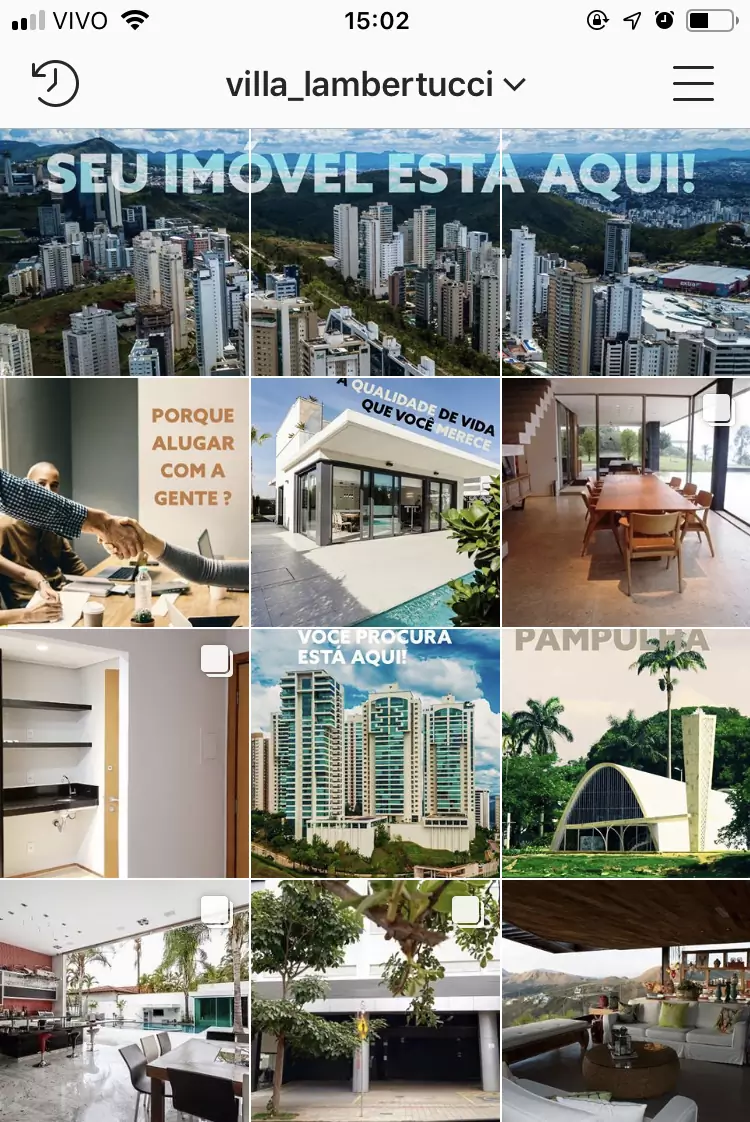 VIVO 15:02
villa_lambertucci
SEU IMÓVEL ESTÁ AQUI!
PORQUE
ALUGAR
COM A
GENTE ?
A QUALIDADE DE VIDA
QUE VOCÊ MERECE
VOCÊ PROCURA
ESTÁ AQUI!
PAMPULHA
extra